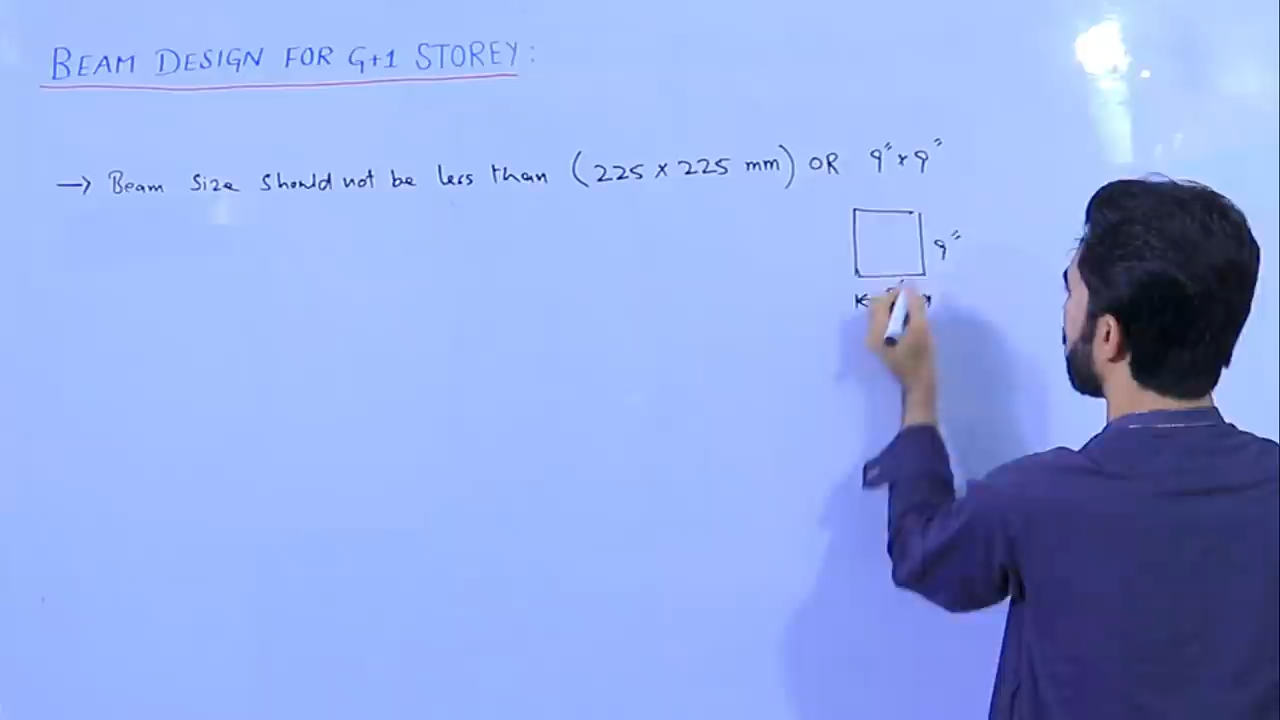 BEAM DESIGN FOR G+1 STOREY:
→ Beam Size Should not be less than (225 x 225 mm) OR 9" x 9"
9"